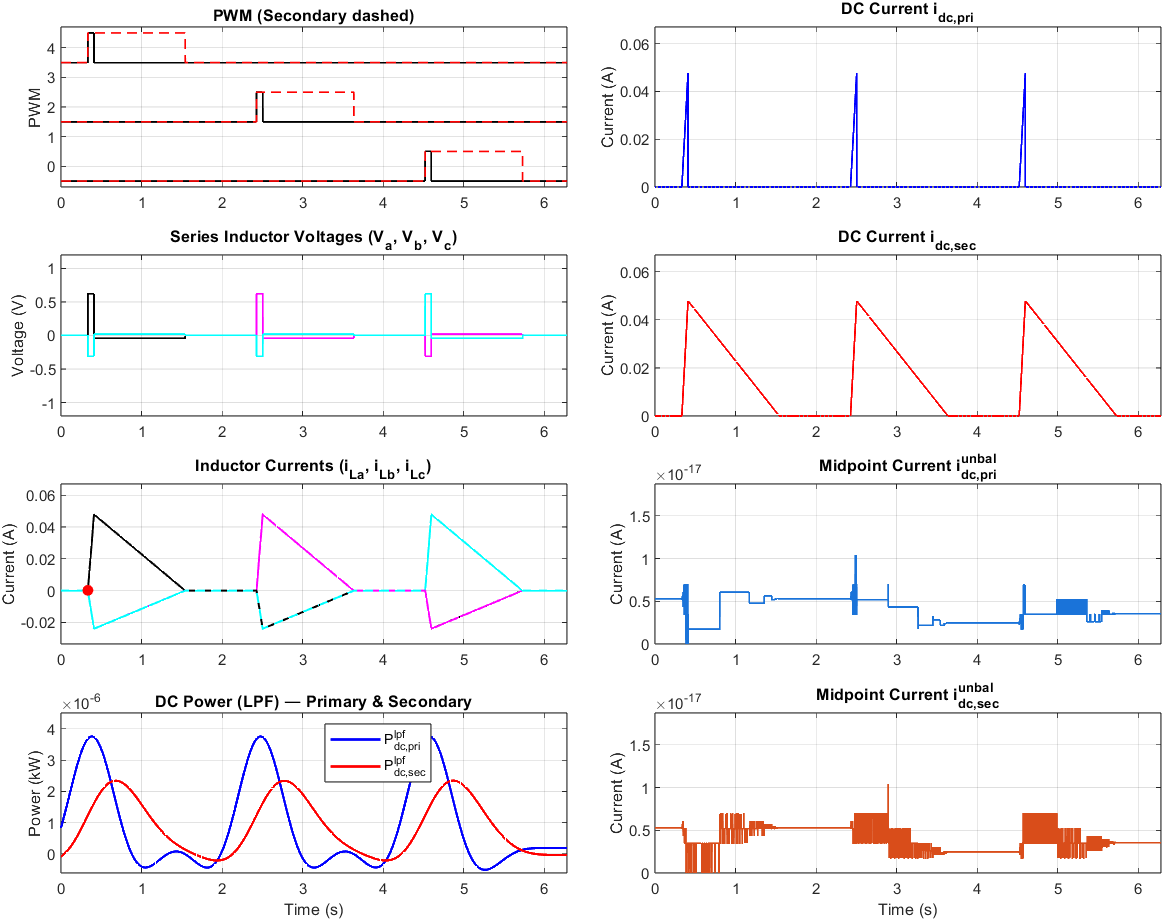 PWM (Secondary dashed)
PWM
4
3
2
1
0
0 1 2 3 4 5 6
DC Current i_dc,pri
Current (A)
0.06
0.04
0.02
0
0 1 2 3 4 5 6
Series Inductor Voltages (V_a, V_b, V_c)
Voltage (V)
1
0.5
0
-0.5
-1
0 1 2 3 4 5 6
DC Current i_dc,sec
Current (A)
0.06
0.04
0.02
0
0 1 2 3 4 5 6
Inductor Currents (i_La, i_Lb, i_Lc)
Current (A)
0.06
0.04
0.02
0
-0.02
0 1 2 3 4 5 6
Midpoint Current i_dc,pri^unbal
×10^-17
Current (A)
1.5
1
0.5
0
0 1 2 3 4 5 6
DC Power (LPF) — Primary & Secondary
×10^-6
Power (kW)
4
3
2
1
0
P_dc,pri^lpf
P_dc,sec^lpf
0 1 2 3 4 5 6
Time (s)
Midpoint Current i_dc,sec^unbal
×10^-17
Current (A)
1.5
1
0.5
0
0 1 2 3 4 5 6
Time (s)